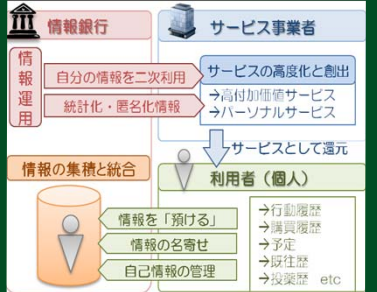 情報銀行
サービス事業者
情報運用
自分の情報を二次利用
統計化・匿名化情報
サービスの高度化と創出
→高付加価値サービス
→パーソナルサービス
サービスとして還元
情報の集積と統合
利用者（個人）
情報を「預ける」
情報の名寄せ
自己情報の管理
→行動履歴
→購買履歴
→予定
→既往歴
→投薬歴 etc